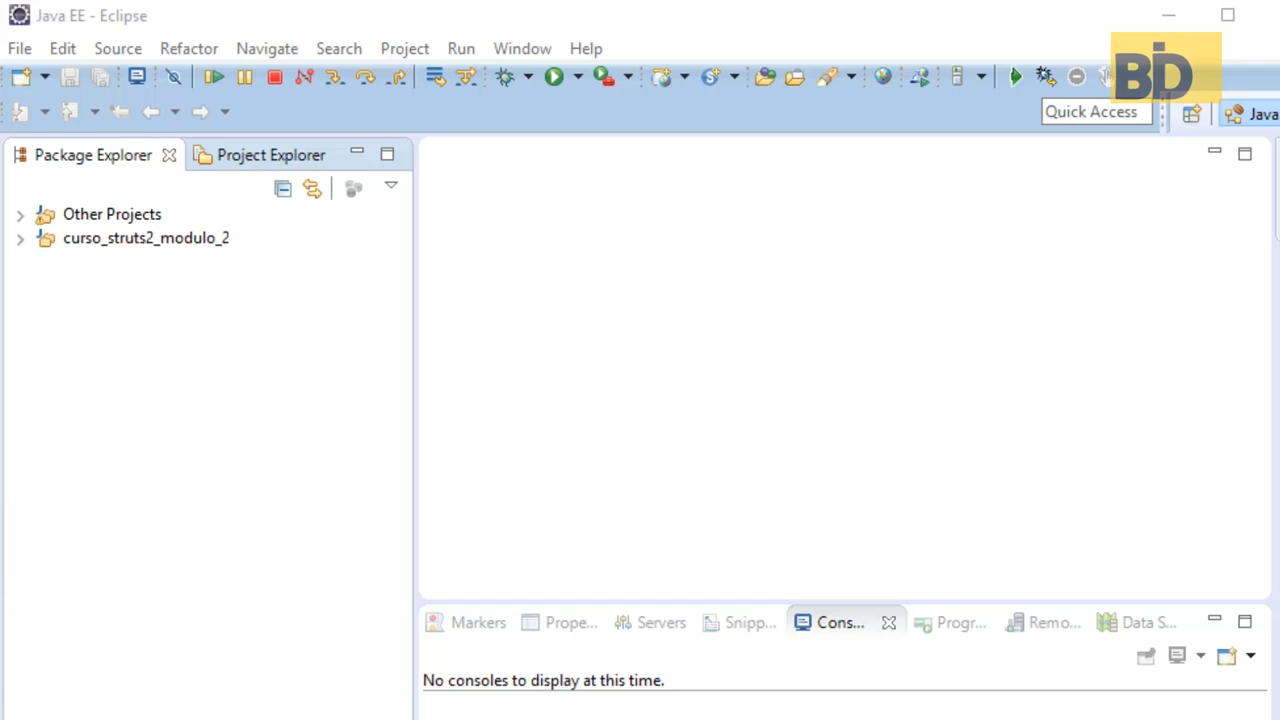 Java EE - Eclipse
File Edit Source Refactor Navigate Search Project Run Window Help
BID
Quick Access Java
Package Explorer Project Explorer
Other Projects
curso_struts2_modulo_2
Markers Prope... Servers Snipp... Cons... Progr... Remo... Data S...
No consoles to display at this time.